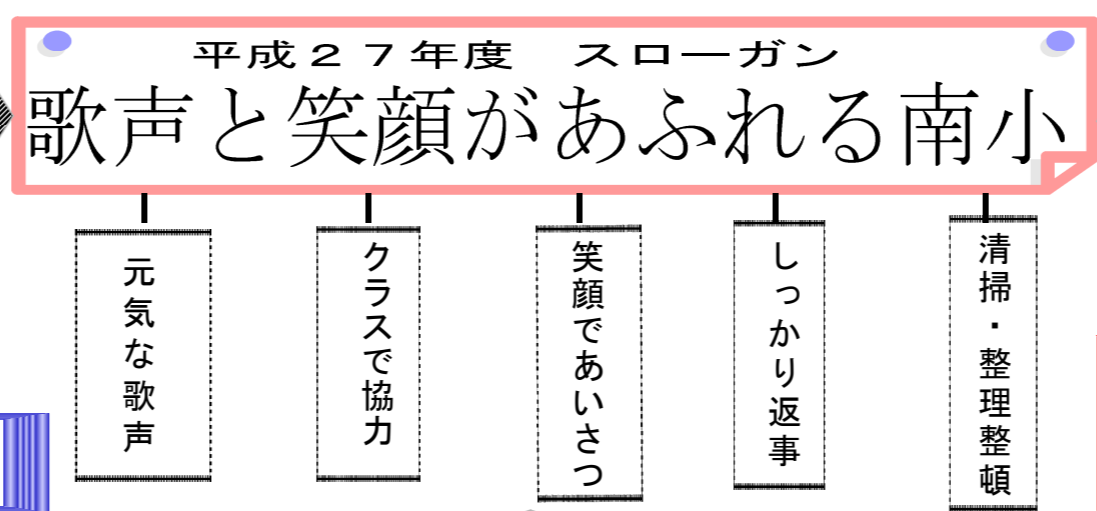 平成２７年度　スローガン
歌声と笑顔があふれる南小
元気な歌声
クラスで協力
笑顔であいさつ
しっかり返事
清掃・整理整頓